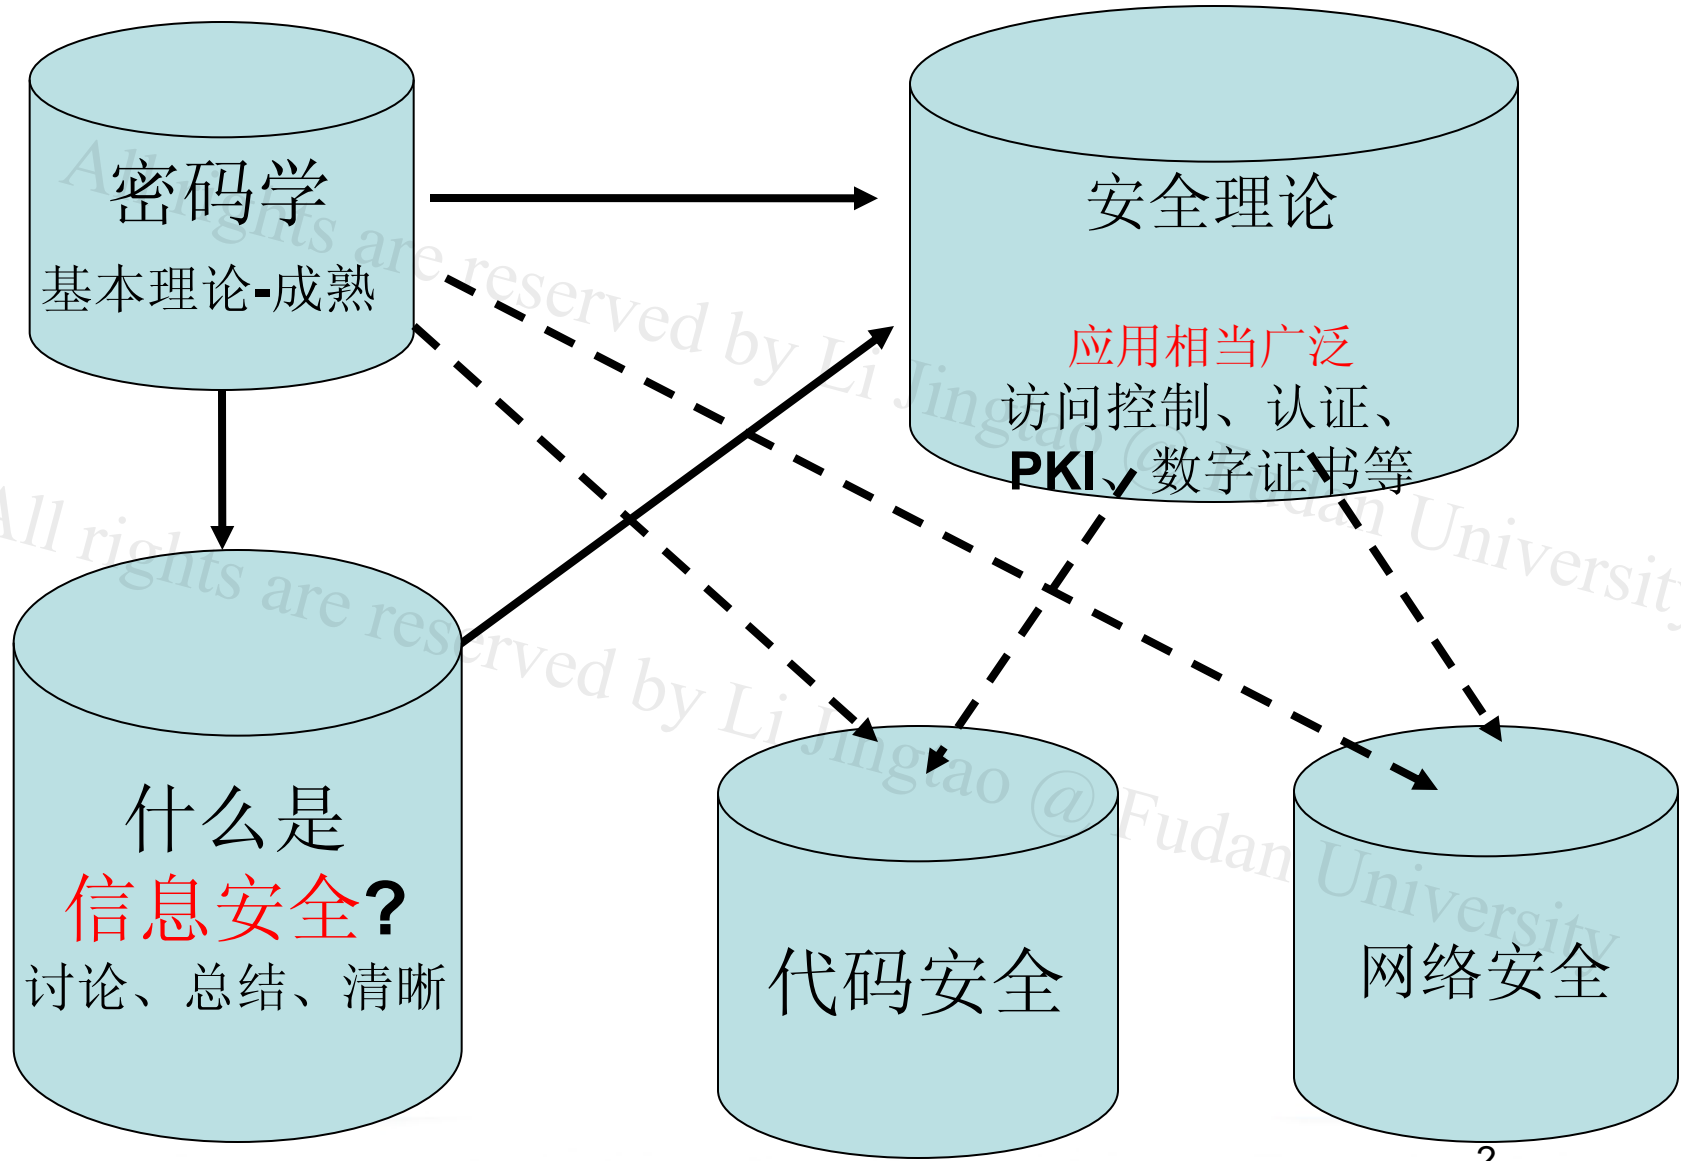 密码学
基本理论-成熟
安全理论
应用相当广泛
访问控制、认证、
PKI、数字证书等
什么是
信息安全?
讨论、总结、清晰
代码安全
网络安全
All rights are reserved by Li Jingtao @ Fudan University
All rights are reserved by Li Jingtao @ Fudan University
2